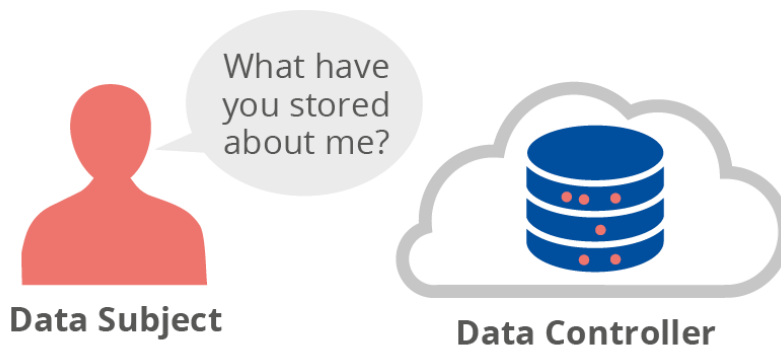 What have
you stored
about me?
Data Subject
Data Controller